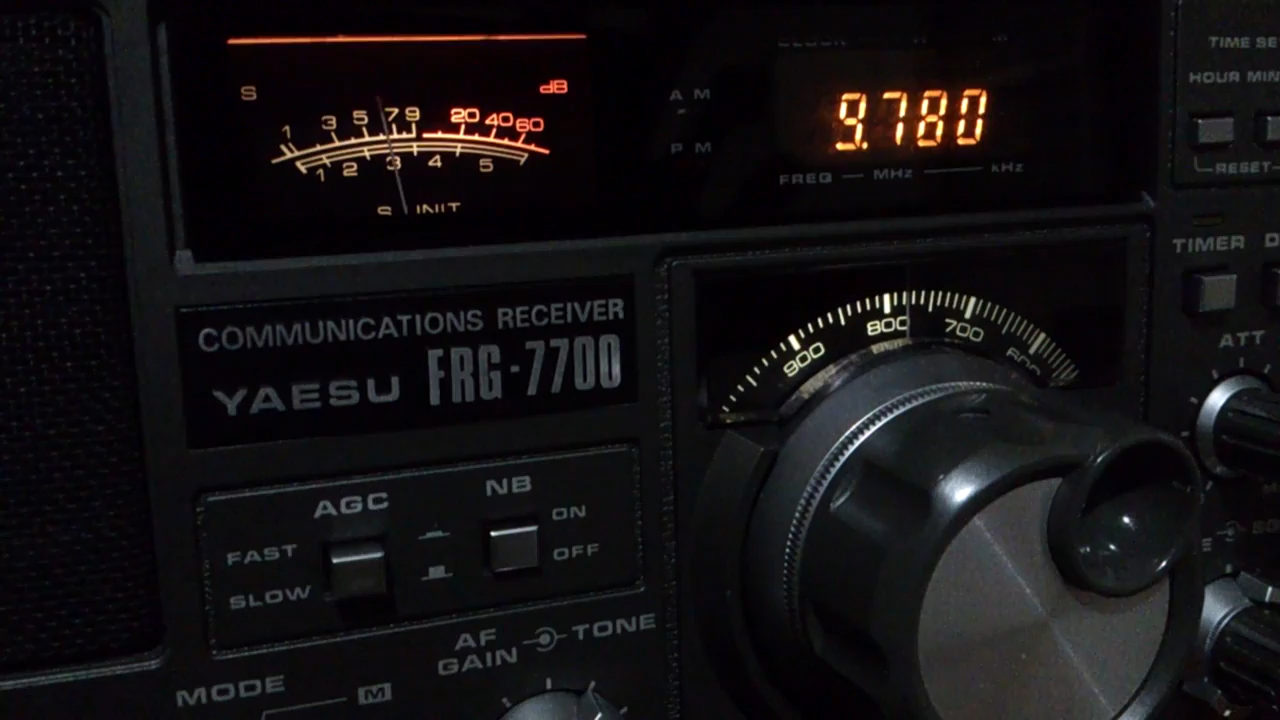 CLOCK
TIME SE
HOUR MIN
S dB
1 3 5 7 9 20 40 60
1 2 3 4 5
S INIT
AM
PM
9.780
FREQ — MHz — kHz
RESET
TIMER D
COMMUNICATIONS RECEIVER
YAESU FRG-7700
900 800 700 600
ATT
AGC
FAST
SLOW
NB
ON
OFF
AF
GAIN
TONE
MODE
M